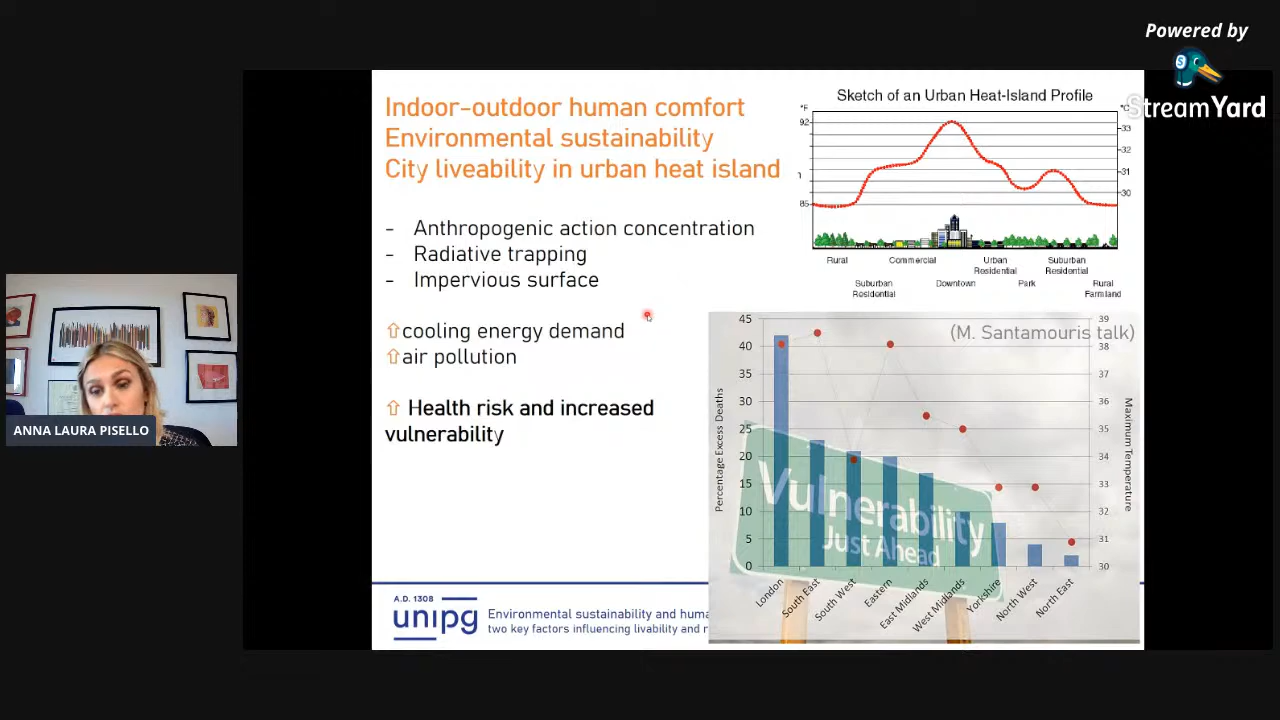 Powered by
StreamYard
Indoor-outdoor human comfort
Environmental sustainability
City liveability in urban heat island
- Anthropogenic action concentration
- Radiative trapping
- Impervious surface
⇧cooling energy demand
⇧air pollution
⇧ Health risk and increased
vulnerability
Sketch of an Urban Heat-Island Profile
°F
°C
92
85
33
32
31
30
Rural
Commercial
Urban
Residential
Suburban
Residential
Suburban
Residential
Downtown
Park
Rural
Farmland
(M. Santamouris talk)
Percentage Excess Deaths
45
40
35
30
25
20
15
10
5
0
39
38
37
36
35
34
33
32
31
30
Maximum Temperature
Vulnerability
Just Ahead
London
South East
South West
Eastern
East Midlands
West Midlands
Yorkshire
North West
North East
ANNA LAURA PISELLO
A.D. 1308
unipg
Environmental sustainability and huma
two key factors influencing livability and r